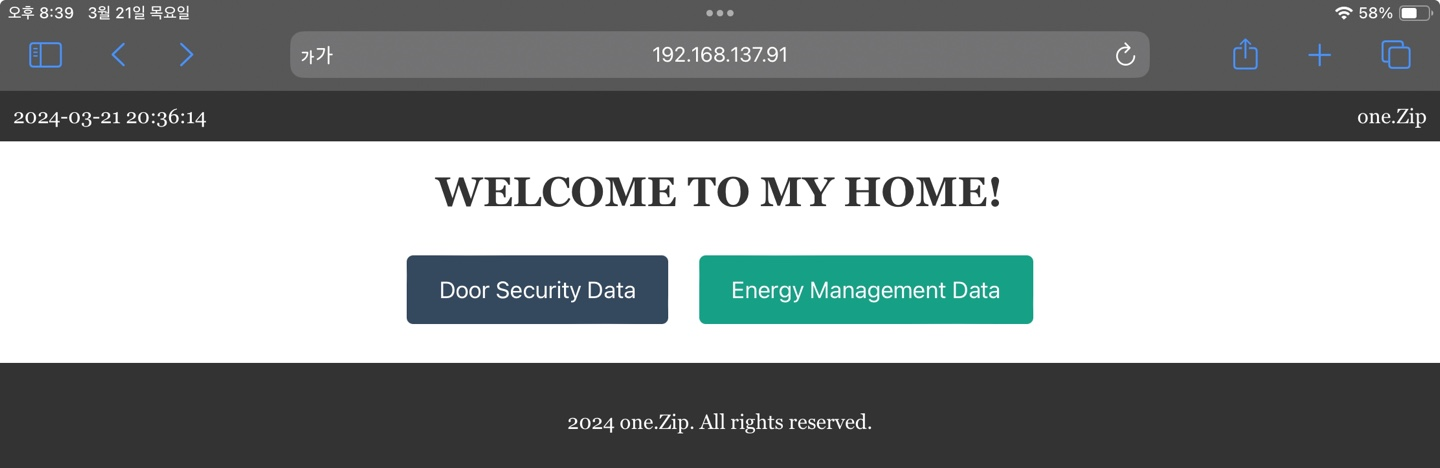 오후 8:39 3월 21일 목요일 58%
가가 192.168.137.91
2024-03-21 20:36:14 one.Zip
WELCOME TO MY HOME!
Door Security Data Energy Management Data
2024 one.Zip. All rights reserved.